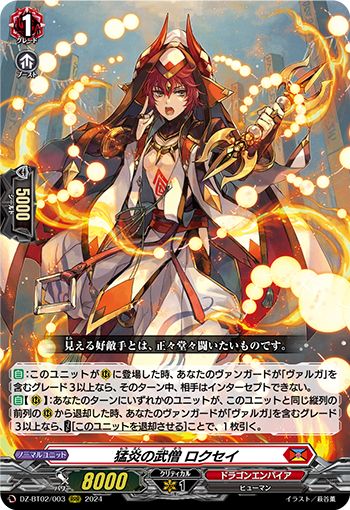 1
グレード
ブースト
5000
シールド
見える好敵手とは、正々堂々闘いたいものです。
自:このユニットがRに登場した時、あなたのヴァンガードが「ヴァルガ」を
含むグレード3以上なら、そのターン中、相手はインターセプトできない。
自【R】:あなたのターンにいずれかのユニットが、このユニットと同じ縦列の
前列のRから退却した時、あなたのヴァンガードが「ヴァルガ」を含むグレード3
以上なら、[このユニットを退却させる]ことで、1枚引く。
ノーマルユニット
猛炎の武僧 ロクセイ
パワー
8000
クリティカル
1
ドラゴンエンパイア
ヒューマン
DZ-BT02/003 RRR 2024
イラスト/萩谷薫